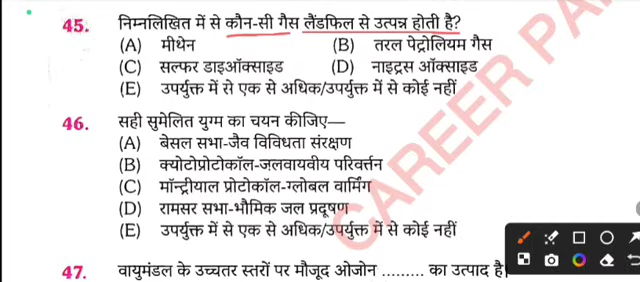 45. निम्नलिखित में से कौन-सी गैस लैंडफिल से उत्पन्न होती है?
(A) मीथेन (B) तरल पेट्रोलियम गैस
(C) सल्फर डाइऑक्साइड (D) नाइट्रस ऑक्साइड
(E) उपर्युक्त में से एक से अधिक/उपर्युक्त में से कोई नहीं
46. सही सुमेलित युग्म का चयन कीजिए—
(A) बेसल सभा-जैव विविधता संरक्षण
(B) क्योटोप्रोटोकॉल-जलवायवीय परिवर्त्तन
(C) मॉन्ट्रीयाल प्रोटोकॉल-ग्लोबल वार्मिंग
(D) रामसर सभा-भौमिक जल प्रदूषण
(E) उपर्युक्त में से एक से अधिक/उपर्युक्त में से कोई नहीं
47. वायुमंडल के उच्चतर स्तरों पर मौजूद ओजोन ......... का उत्पाद है।
CAREER PA